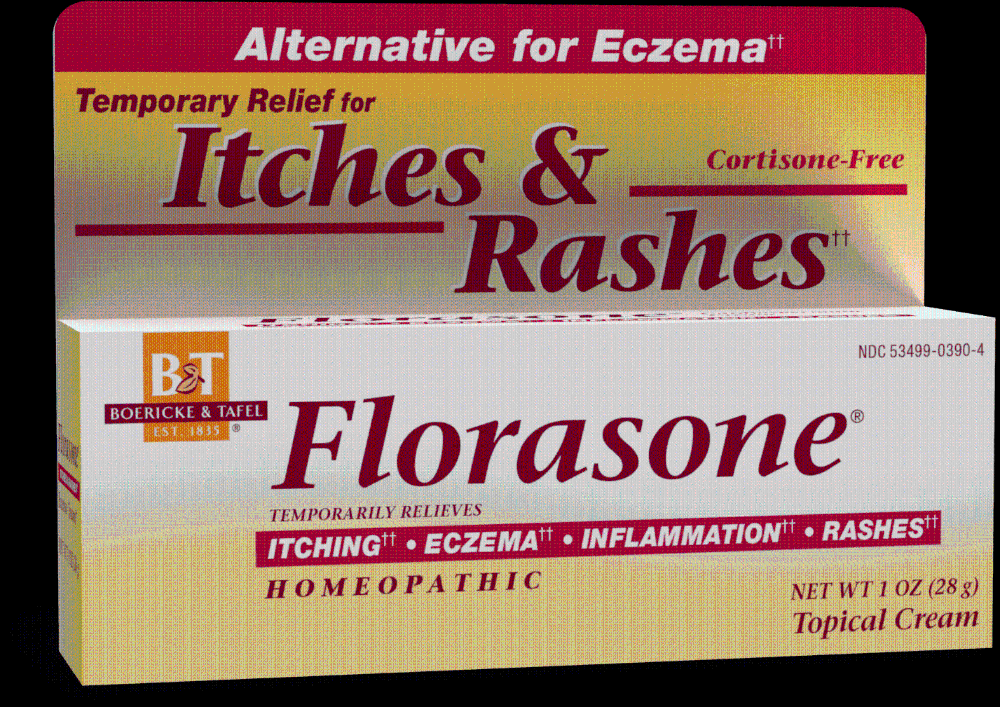 Alternative for Eczema††
Temporary Relief for
Itches &
Cortisone-Free
Rashes††
Florasone
NDC 53499-0390-4
B&T
BOERICKE & TAFEL
EST. 1835 ®
Florasone®
TEMPORARILY RELIEVES
ITCHING†† • ECZEMA†† • INFLAMMATION†† • RASHES††
HOMEOPATHIC
NET WT 1 OZ (28 g)
Topical Cream